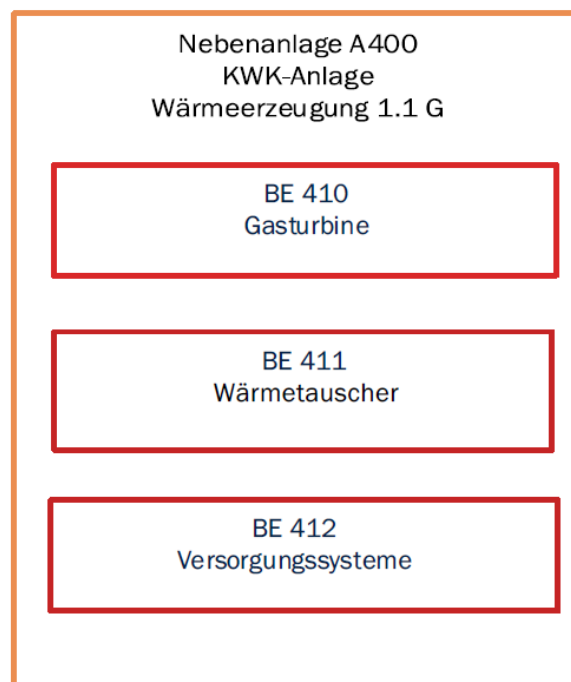 Nebenanlage A400
KWK-Anlage
Wärmeerzeugung 1.1 G
BE 410
Gasturbine
BE 411
Wärmetauscher
BE 412
Versorgungssysteme